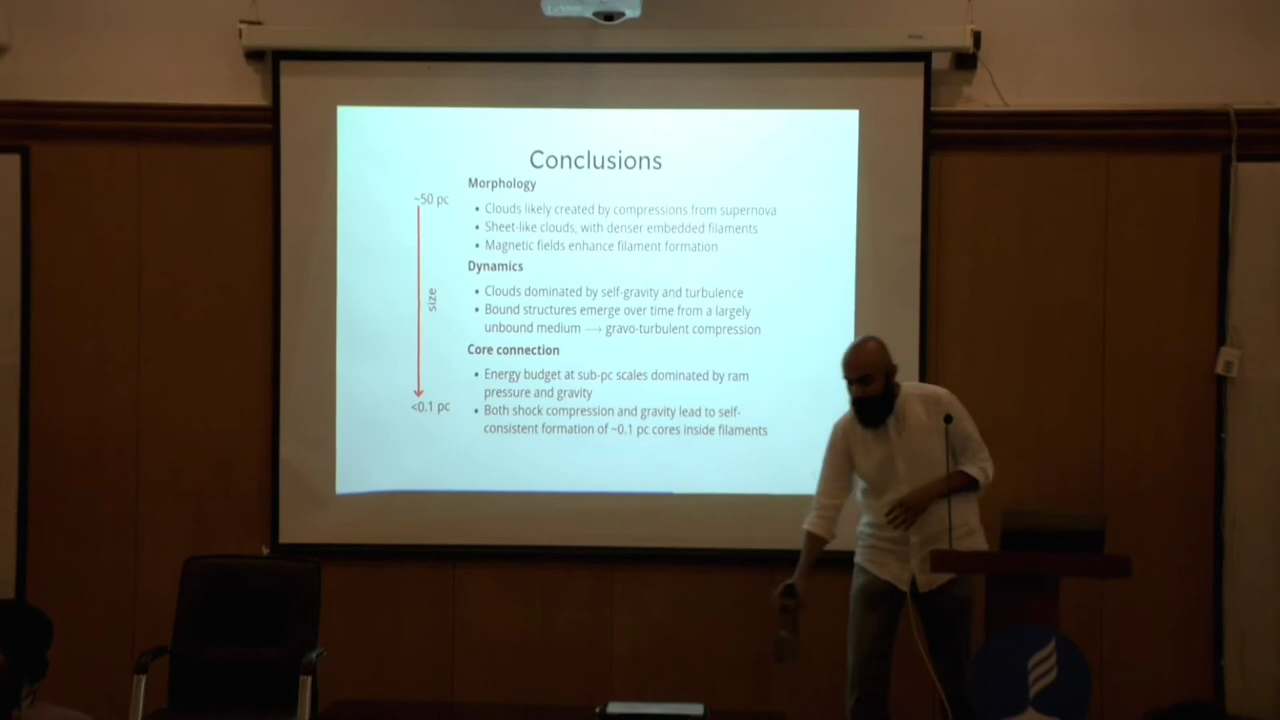 Conclusions
Morphology
~50 pc
• Clouds likely created by compressions from supernova
• Sheet-like clouds, with denser embedded filaments
• Magnetic fields enhance filament formation
Dynamics
• Clouds dominated by self-gravity and turbulence
size
• Bound structures emerge over time from a largely
unbound medium ⟶ gravo-turbulent compression
Core connection
• Energy budget at sub-pc scales dominated by ram
pressure and gravity
<0.1 pc
• Both shock compression and gravity lead to self-
consistent formation of ~0.1 pc cores inside filaments